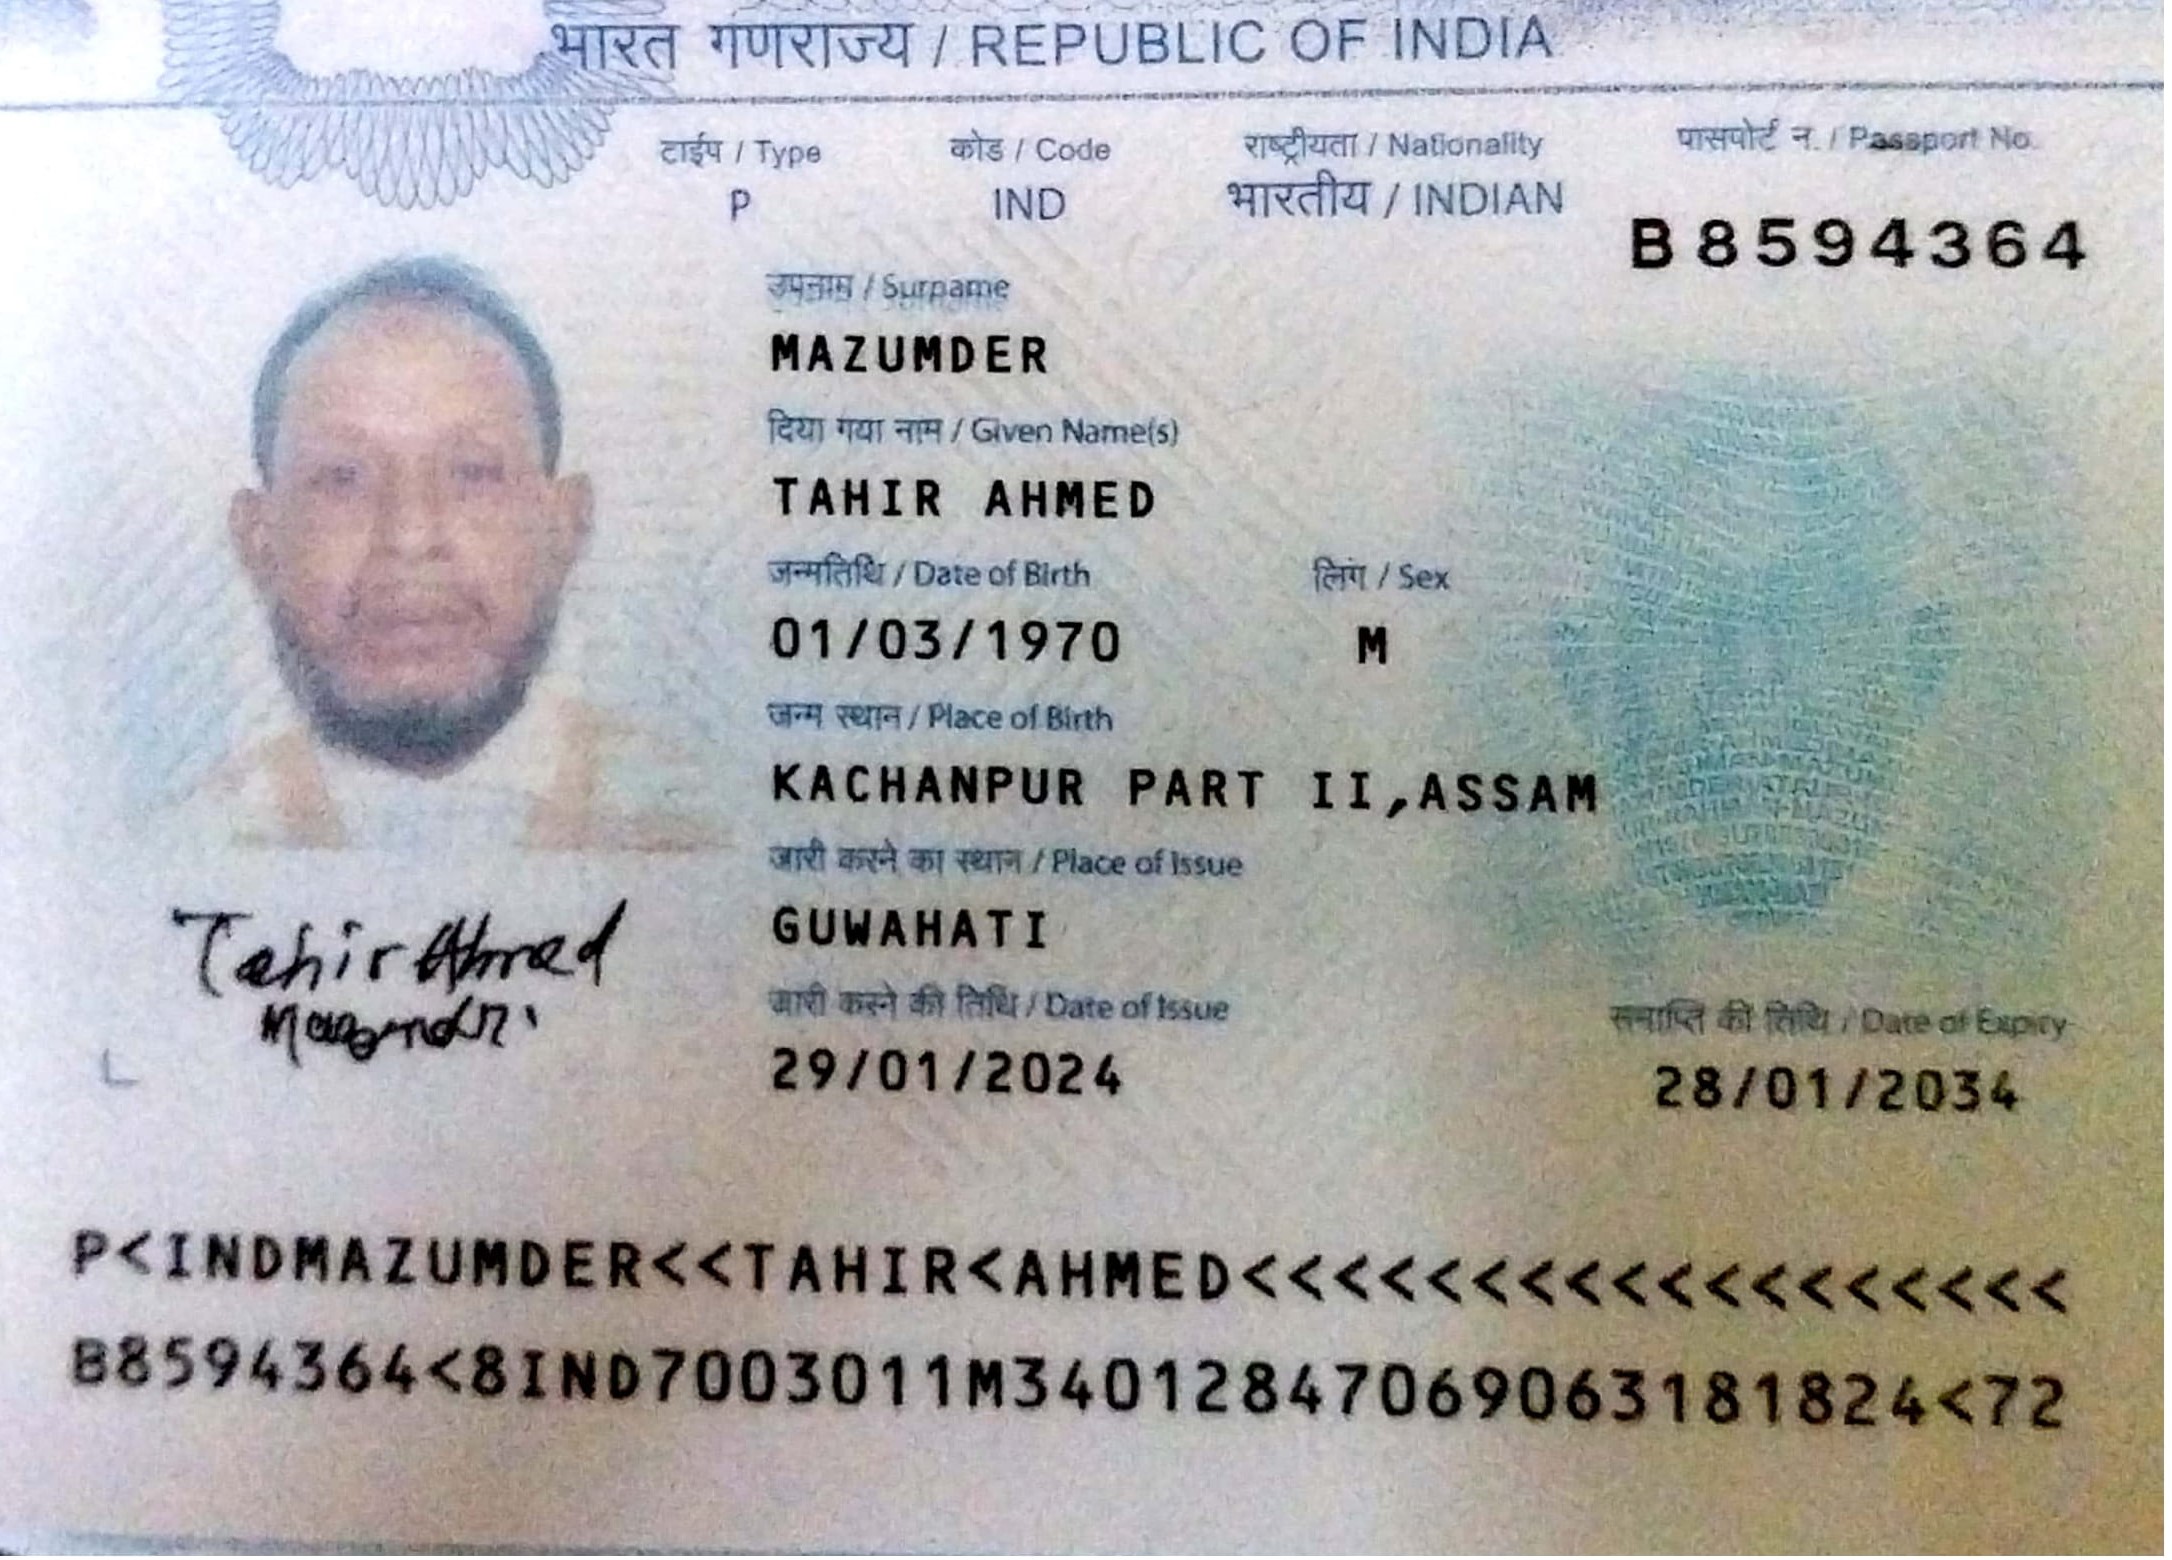 भारत गणराज्य / REPUBLIC OF INDIA
टाईप / Type
कोड / Code
राष्ट्रीयता / Nationality
पासपोर्ट न. / Passport No.
P
IND
भारतीय / INDIAN
B8594364
उपनाम / Surname
MAZUMDER
दिया गया नाम / Given Name(s)
TAHIR AHMED
जन्मतिथि / Date of Birth
लिंग / Sex
01/03/1970
M
जन्म स्थान / Place of Birth
KACHANPUR PART II,ASSAM
जारी करने का स्थान / Place of Issue
GUWAHATI
Tahir Ahmed
जारी करने की तिथि / Date of Issue
समाप्ति की तिथि / Date of Expiry
29/01/2024
28/01/2034
P<INDMAZUMDER<<TAHIR<AHMED<<<<<<<<<<<<<<<<<<
B8594364<8IND7003011M3401284706906318182​4<72